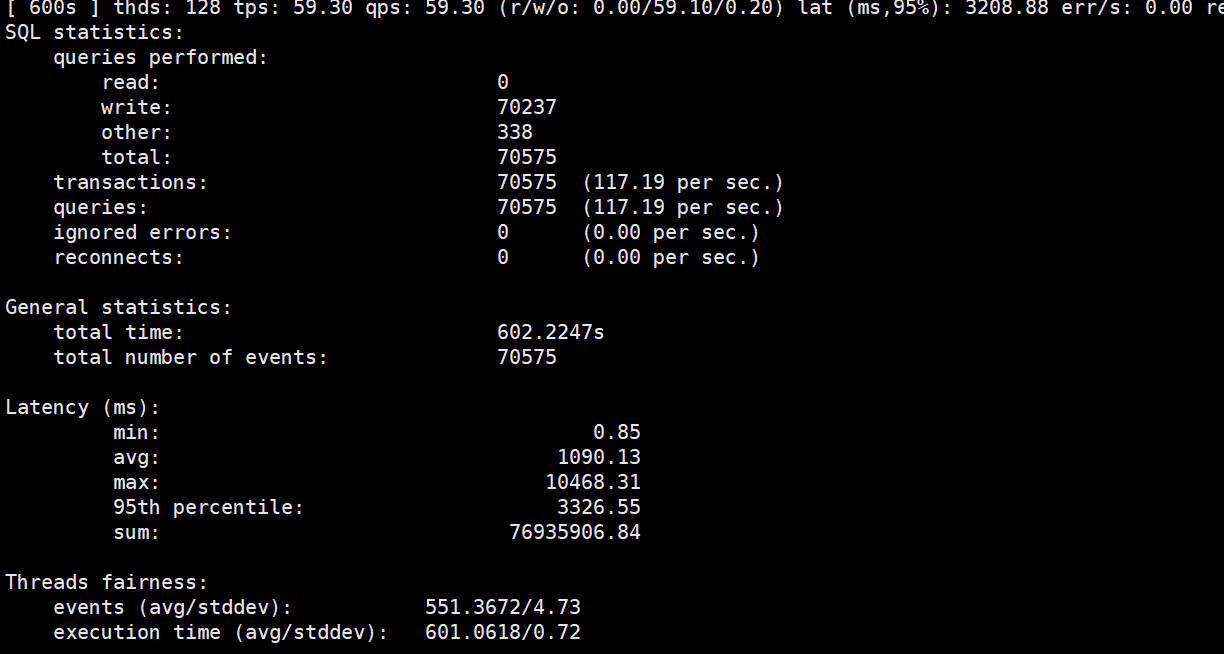 [ 600s ] thds: 128 tps: 59.30 qps: 59.30 (r/w/o: 0.00/59.10/0.20) lat (ms,95%): 3208.88 err/s: 0.00 re
SQL statistics:
    queries performed:
        read:                            0
        write:                           70237
        other:                           338
        total:                           70575
    transactions:                        70575  (117.19 per sec.)
    queries:                             70575  (117.19 per sec.)
    ignored errors:                      0      (0.00 per sec.)
    reconnects:                          0      (0.00 per sec.)

General statistics:
    total time:                          602.2247s
    total number of events:              70575

Latency (ms):
         min:                                    0.85
         avg:                                 1090.13
         max:                                10468.31
         95th percentile:                     3326.55
         sum:                             76935906.84

Threads fairness:
    events (avg/stddev):           551.3672/4.73
    execution time (avg/stddev):   601.0618/0.72